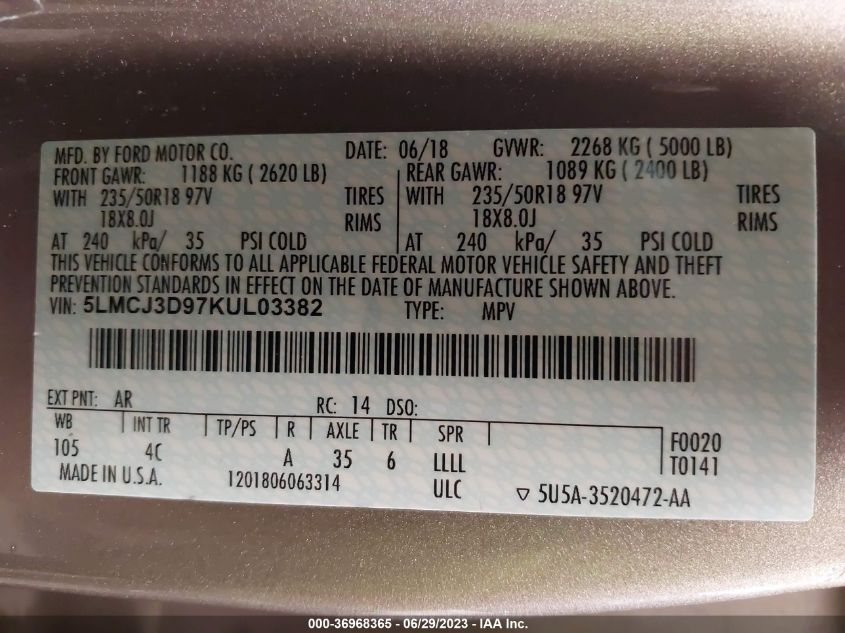 MFD. BY FORD MOTOR CO. DATE: 06/18 GVWR: 2268 KG ( 5000 LB)
FRONT GAWR: 1188 KG ( 2620 LB) REAR GAWR: 1089 KG ( 2400 LB)
WITH 235/50R18 97V TIRES WITH 235/50R18 97V TIRES
18X8.0J RIMS 18X8.0J RIMS
AT 240 kPa/ 35 PSI COLD AT 240 kPa/ 35 PSI COLD
THIS VEHICLE CONFORMS TO ALL APPLICABLE FEDERAL MOTOR VEHICLE SAFETY AND THEFT
PREVENTION STANDARDS IN EFFECT ON THE DATE OF MANUFACTURE SHOWN ABOVE.
VIN: 5LMCJ3D97KUL03382 TYPE: MPV
EXT PNT: AR RC: 14 DSO:
WB INT TR TP/PS R AXLE TR SPR F0020
105 4C A 35 6 LLLL T0141
MADE IN U.S.A. 1201806063314 ULC ▽ 5U5A-3520472-AA
000-36968365 - 06/29/2023 - IAA Inc.